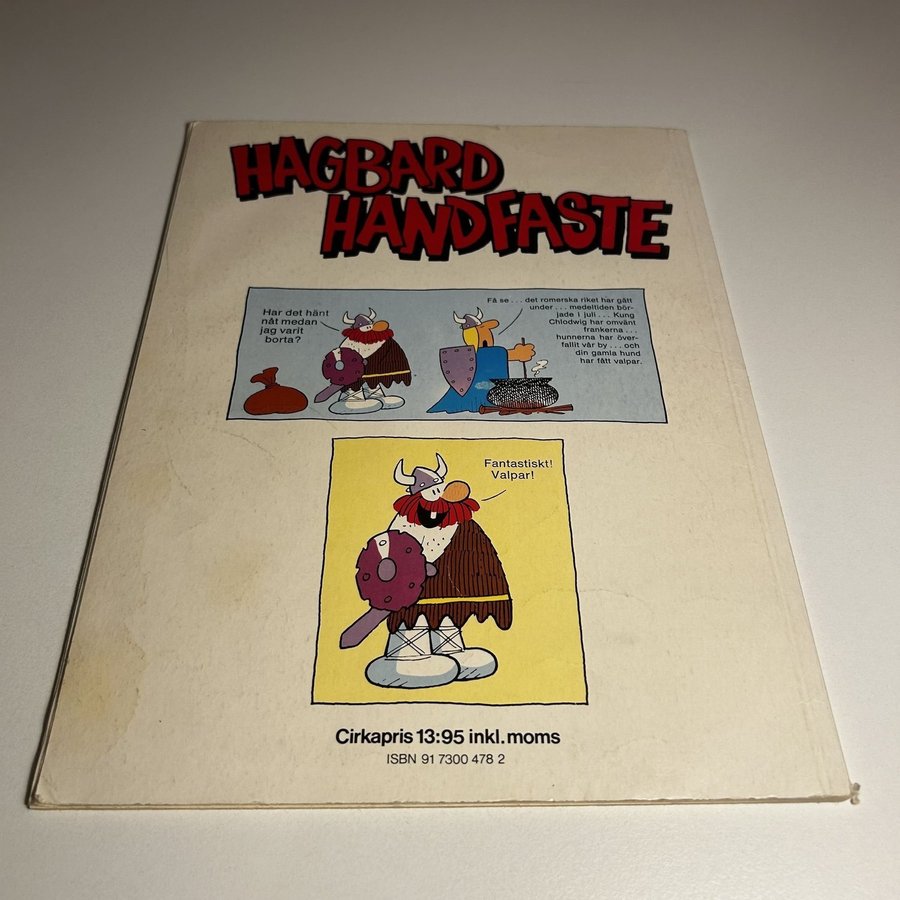 HAGBARD
HANDFASTE
Har det hänt
nåt medan
jag varit
borta?
Få se . . . det romerska riket har gått
under . . . medeltiden bör-
jade i juli . . . Kung
Chlodwig har omvänt
frankerna . . .
hunnerna har över-
fallit vår by . . . och
din gamla hund
har fått valpar.
Fantastiskt!
Valpar!
Cirkapris 13:95 inkl. moms
ISBN 91 7300 478 2